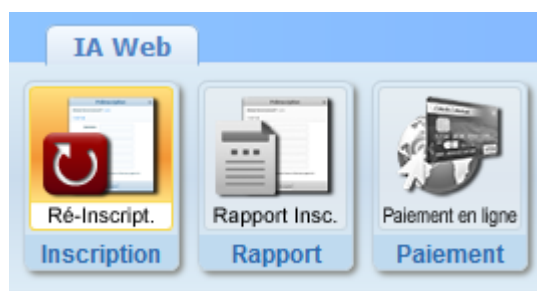 IA Web
Ré-Inscript. Rapport Insc. Paiement en ligne
Inscription Rapport Paiement